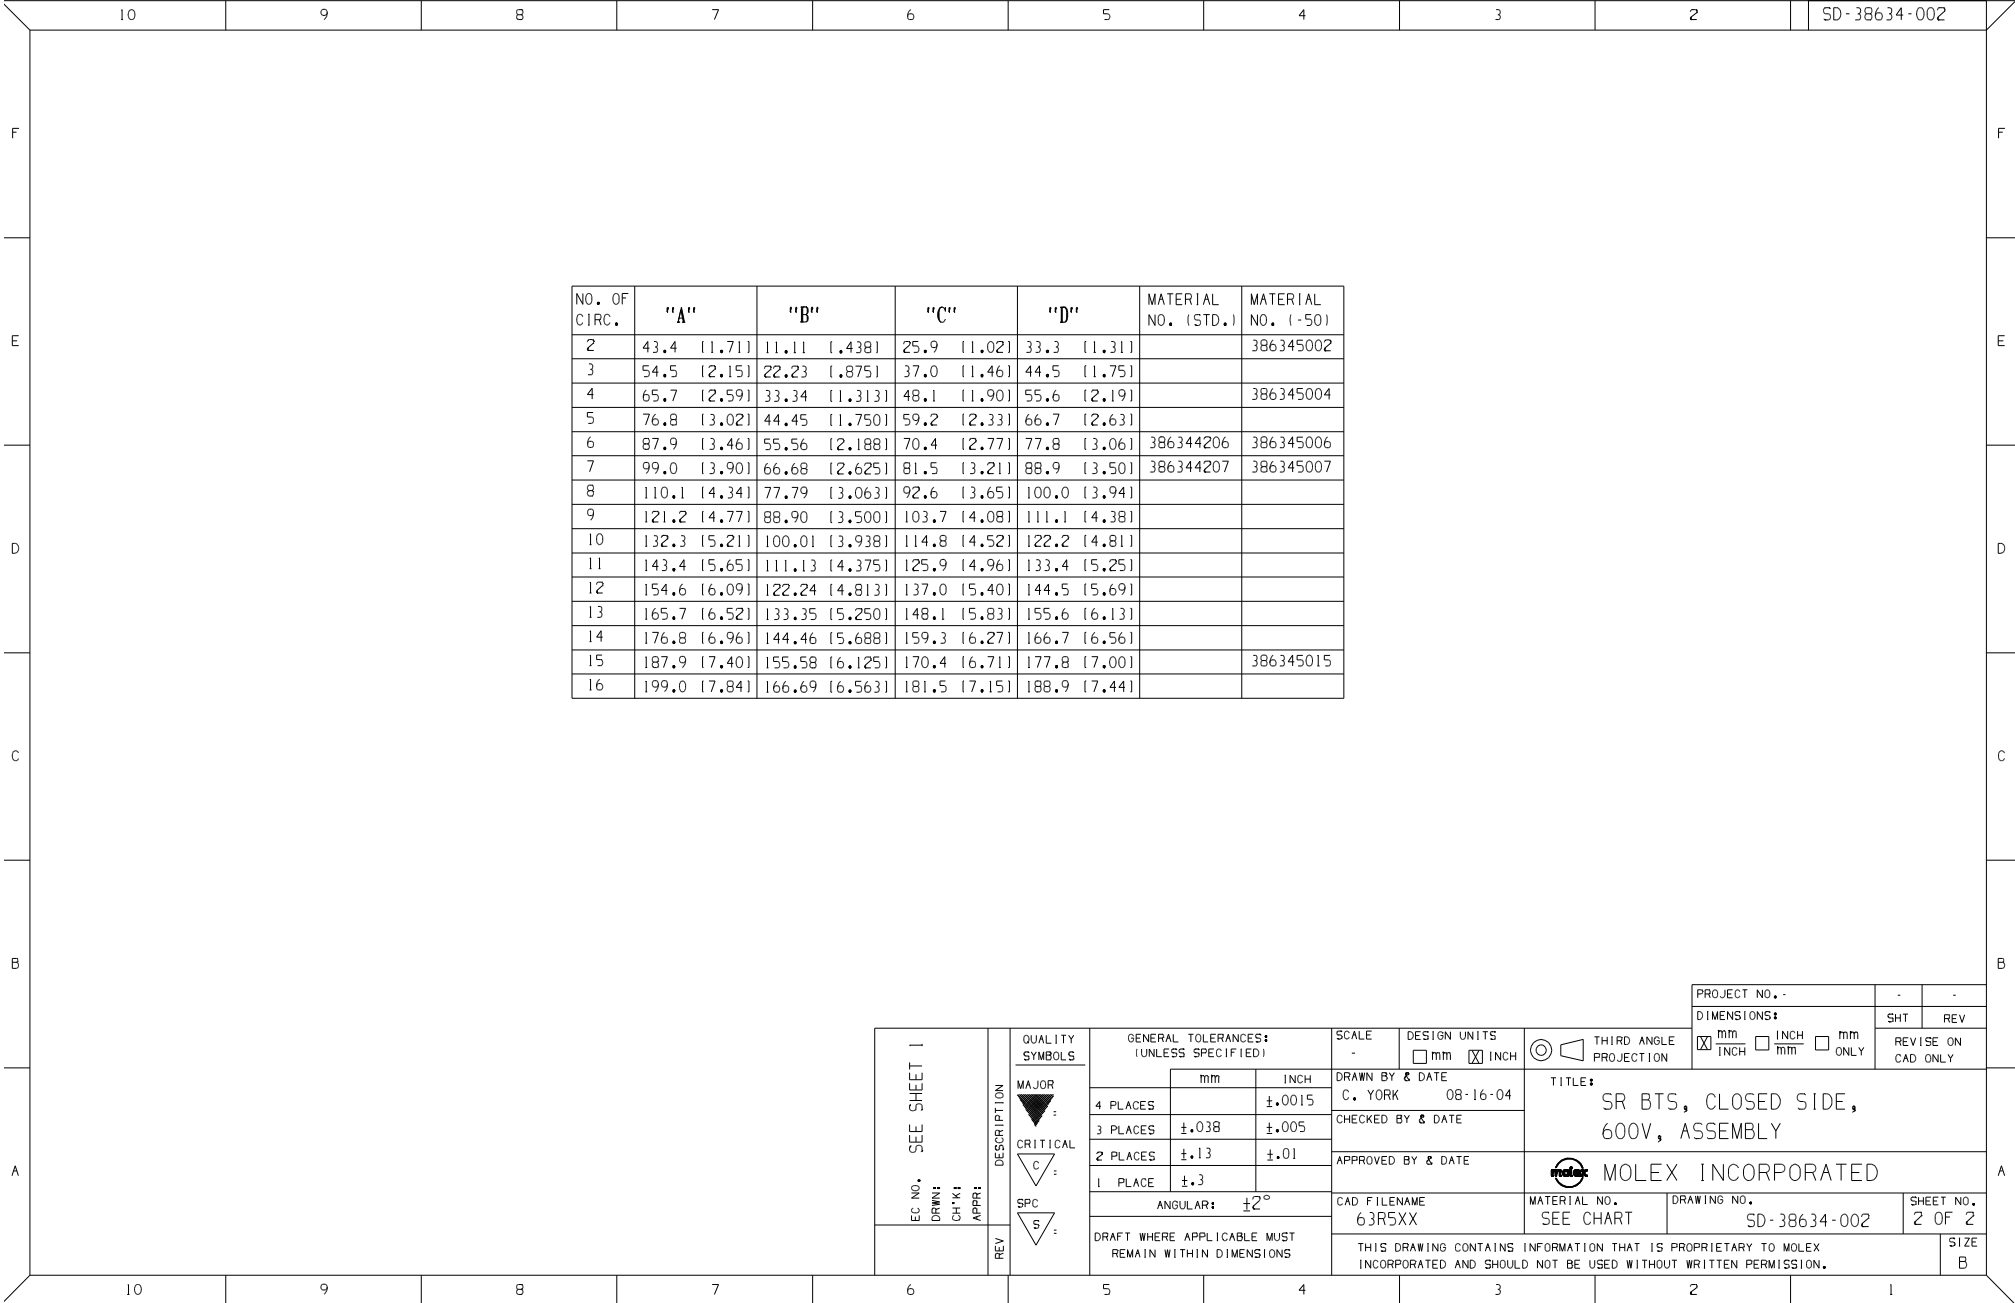 10 9 8 7 6 5 4 3 2 SD-38634-002
F F
E E
D D
C C
B B
A A
NO. OF CIRC. "A" "B" "C" "D" MATERIAL NO. (STD.) MATERIAL NO. (-50)
2 43.4 [1.71] 11.11 [.438] 25.9 [1.02] 33.3 [1.31] 386345002
3 54.5 [2.15] 22.23 [.875] 37.0 [1.46] 44.5 [1.75]
4 65.7 [2.59] 33.34 [1.313] 48.1 [1.90] 55.6 [2.19] 386345004
5 76.8 [3.02] 44.45 [1.750] 59.2 [2.33] 66.7 [2.63]
6 87.9 [3.46] 55.56 [2.188] 70.4 [2.77] 77.8 [3.06] 386344206 386345006
7 99.0 [3.90] 66.68 [2.625] 81.5 [3.21] 88.9 [3.50] 386344207 386345007
8 110.1 [4.34] 77.79 [3.063] 92.6 [3.65] 100.0 [3.94]
9 121.2 [4.77] 88.90 [3.500] 103.7 [4.08] 111.1 [4.38]
10 132.3 [5.21] 100.01 [3.938] 114.8 [4.52] 122.2 [4.81]
11 143.4 [5.65] 111.13 [4.375] 125.9 [4.96] 133.4 [5.25]
12 154.6 [6.09] 122.24 [4.813] 137.0 [5.40] 144.5 [5.69]
13 165.7 [6.52] 133.35 [5.250] 148.1 [5.83] 155.6 [6.13]
14 176.8 [6.96] 144.46 [5.688] 159.3 [6.27] 166.7 [6.56]
15 187.9 [7.40] 155.58 [6.125] 170.4 [6.71] 177.8 [7.00] 386345015
16 199.0 [7.84] 166.69 [6.563] 181.5 [7.15] 188.9 [7.44]
EC NO. SEE SHEET 1
DRWN:
CH'K:
APPR:
DESCRIPTION
REV
QUALITY
SYMBOLS
MAJOR
=
CRITICAL
C =
SPC
S =
GENERAL TOLERANCES:
(UNLESS SPECIFIED)
mm INCH
4 PLACES ±.0015
3 PLACES ±.038 ±.005
2 PLACES ±.13 ±.01
1 PLACE ±.3
ANGULAR: ±2°
DRAFT WHERE APPLICABLE MUST
REMAIN WITHIN DIMENSIONS
SCALE
-
DESIGN UNITS
mm X INCH
THIRD ANGLE
PROJECTION
PROJECT NO. - - -
DIMENSIONS:
SHT REV
X mm/INCH INCH/mm mm ONLY
REVISE ON
CAD ONLY
DRAWN BY & DATE
C. YORK 08-16-04
CHECKED BY & DATE
APPROVED BY & DATE
TITLE:
SR BTS, CLOSED SIDE,
600V, ASSEMBLY
molex MOLEX INCORPORATED
CAD FILENAME
63R5XX
MATERIAL NO.
SEE CHART
DRAWING NO.
SD-38634-002
SHEET NO.
2 OF 2
THIS DRAWING CONTAINS INFORMATION THAT IS PROPRIETARY TO MOLEX
INCORPORATED AND SHOULD NOT BE USED WITHOUT WRITTEN PERMISSION.
SIZE
B
10 9 8 7 6 5 4 3 2 1